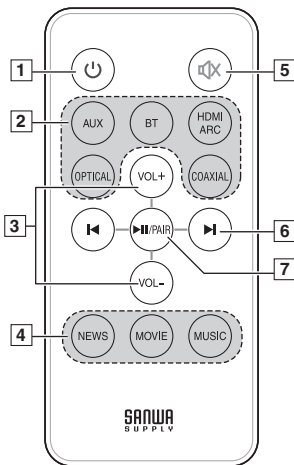 1
5
2
AUX
BT
HDMI
ARC
OPTICAL
COAXIAL
3
VOL+
/PAIR
6
7
VOL-
4
NEWS
MOVIE
MUSIC
SANWA
SUPPLY